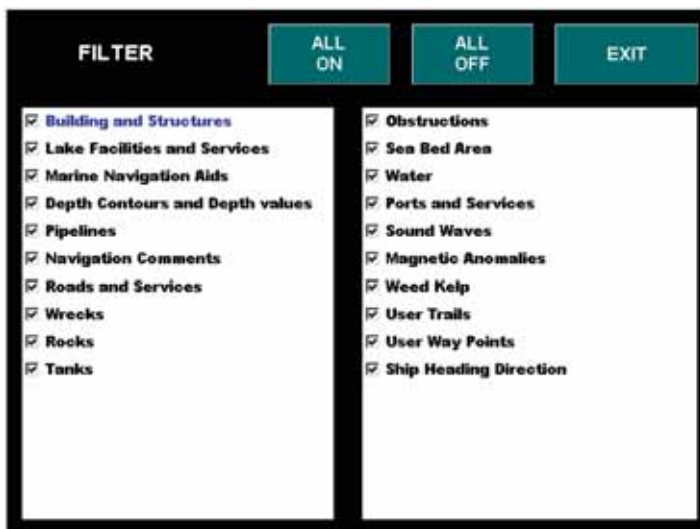 FILTER
ALL
ON
ALL
OFF
EXIT
Building and Structures
Lake Facilities and Services
Marine Navigation Aids
Depth Contours and Depth values
Pipelines
Navigation Comments
Roads and Services
Wrecks
Rocks
Tanks
Obstructions
Sea Bed Area
Water
Ports and Services
Sound Waves
Magnetic Anomalies
Weed Kelp
User Trails
User Way Points
Ship Heading Direction